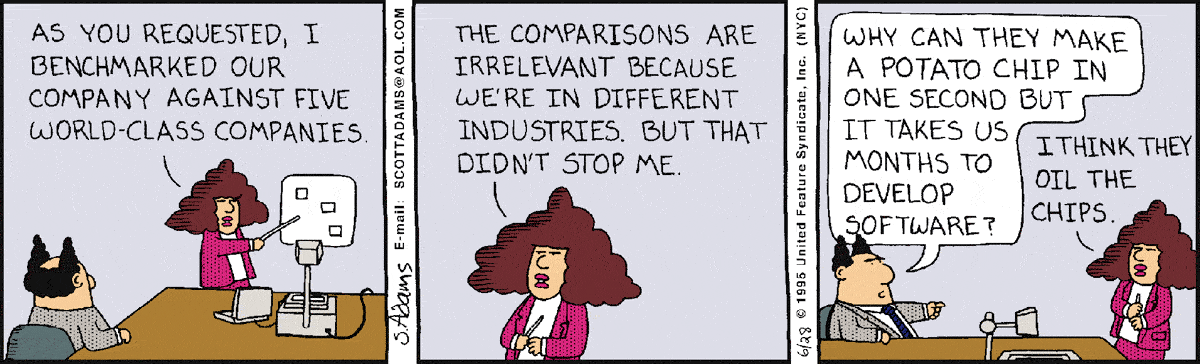 AS YOU REQUESTED, I
BENCHMARKED OUR
COMPANY AGAINST FIVE
WORLD-CLASS COMPANIES.
S.Adams E-mail: SCOTTADAMS@AOL.COM
THE COMPARISONS ARE
IRRELEVANT BECAUSE
WE'RE IN DIFFERENT
INDUSTRIES. BUT THAT
DIDN'T STOP ME.
6/28 © 1995 United Feature Syndicate, Inc. (NYC)
WHY CAN THEY MAKE
A POTATO CHIP IN
ONE SECOND BUT
IT TAKES US
MONTHS TO
DEVELOP
SOFTWARE?
I THINK THEY
OIL THE
CHIPS.